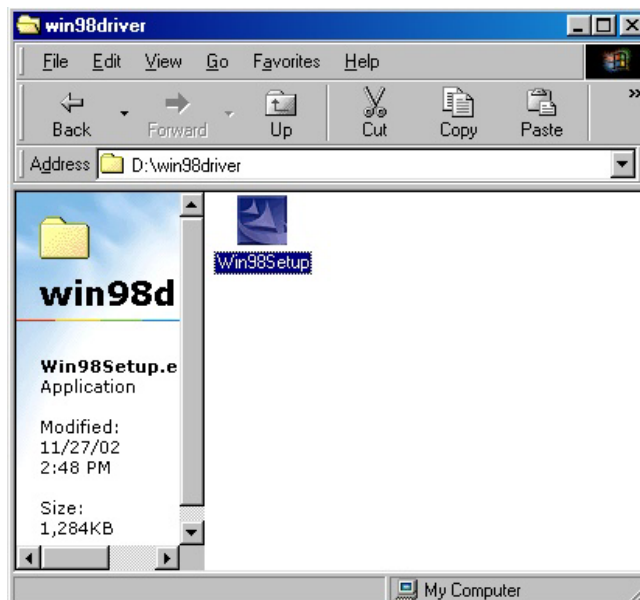 win98driver
File Edit View Go Favorites Help
Back Forward Up Cut Copy Paste »
Address D:\win98driver
Win98Setup
win98d
Win98Setup.e
Application
Modified:
11/27/02
2:48 PM
Size:
1,284KB
My Computer